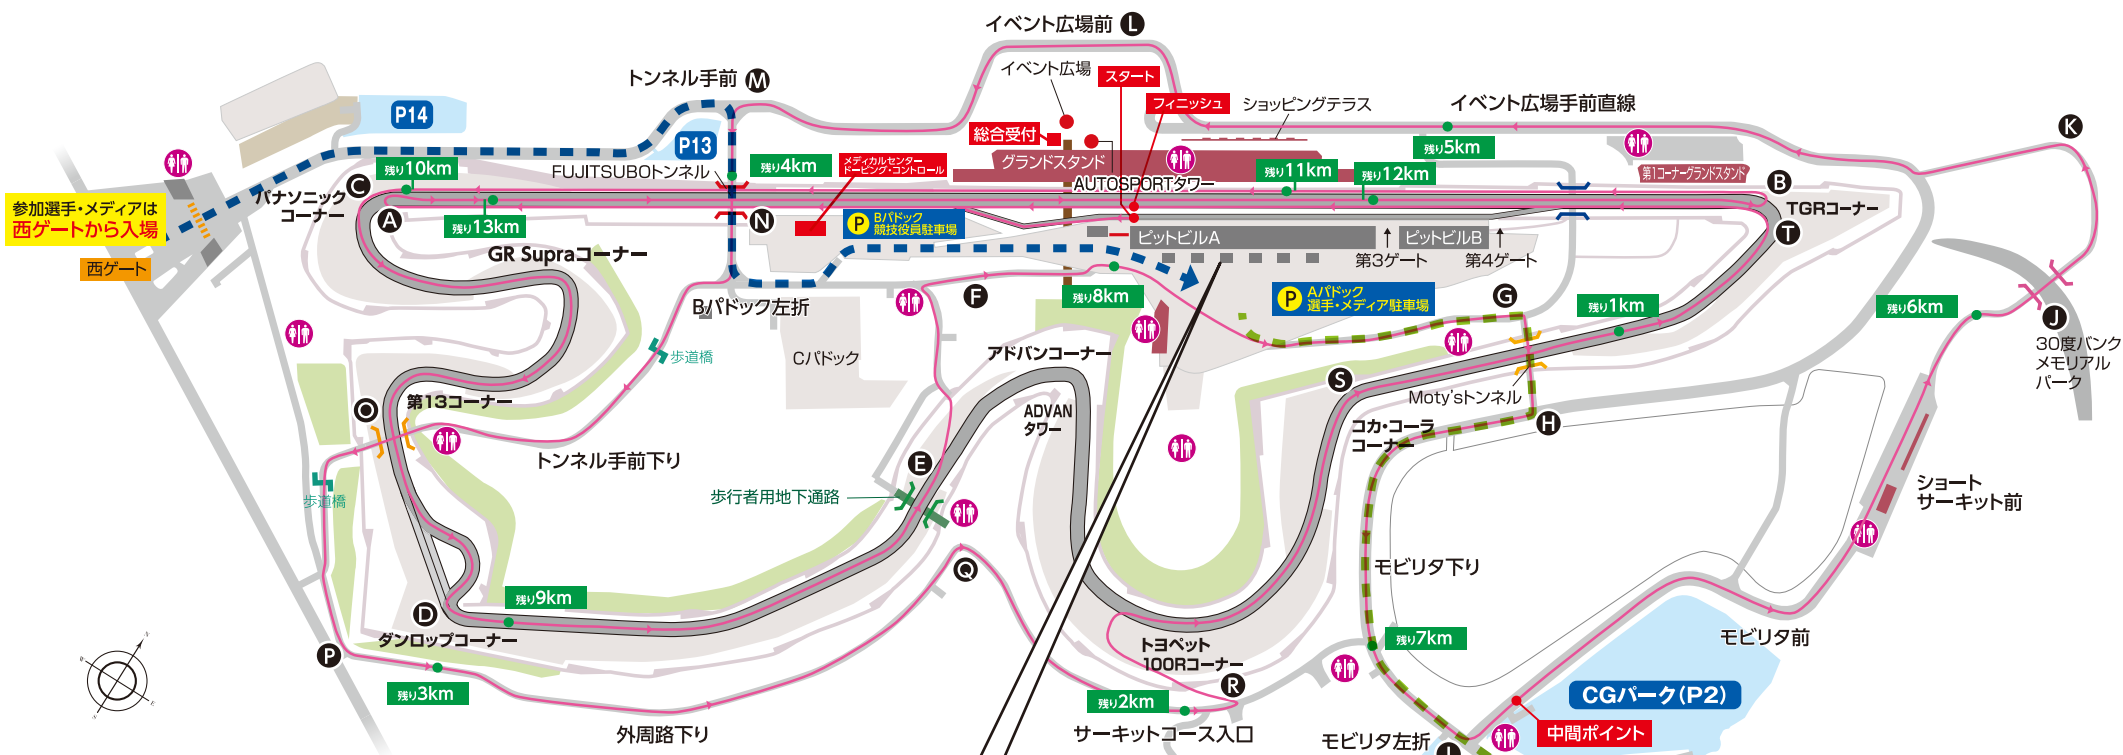 イベント広場前 L
トンネル手前 M
イベント広場
スタート
フィニッシュ
ショッピングテラス
イベント広場手前直線
P14
P13
総合受付
グランドスタンド
残り5km
K
第1コーナーグランドスタンド
残り10km
FUJITSUBOトンネル
残り4km
メディカルセンター
ドーピング・コントロール
残り11km
残り12km
AUTOSPORTタワー
C
パナソニック
コーナー
A
残り13km
B
TGRコーナー
T
参加選手・メディアは
西ゲートから入場
西ゲート
N
P
Bパドック
競技役員駐車場
ピットビルA
ピットビルB
第3ゲート
第4ゲート
GR Supraコーナー
Bパドック左折
F
残り8km
P
Aパドック
選手・メディア駐車場
G
残り1km
残り6km
J
30度バンク
メモリアル
パーク
歩道橋
Cパドック
アドバンコーナー
S
Moty'sトンネル
O
第13コーナー
ADVAN
タワー
コカ・コーラ
コーナー
H
トンネル手前下り
E
歩行者用地下通路
歩道橋
ショート
サーキット前
Q
モビリタ下り
残り9km
D
ダンロップコーナー
P
残り3km
トヨペット
100Rコーナー
R
残り2km
サーキットコース入口
外周路下り
残り7km
モビリタ前
CGパーク(P2)
中間ポイント
モビリタ左折
I
N
E
S